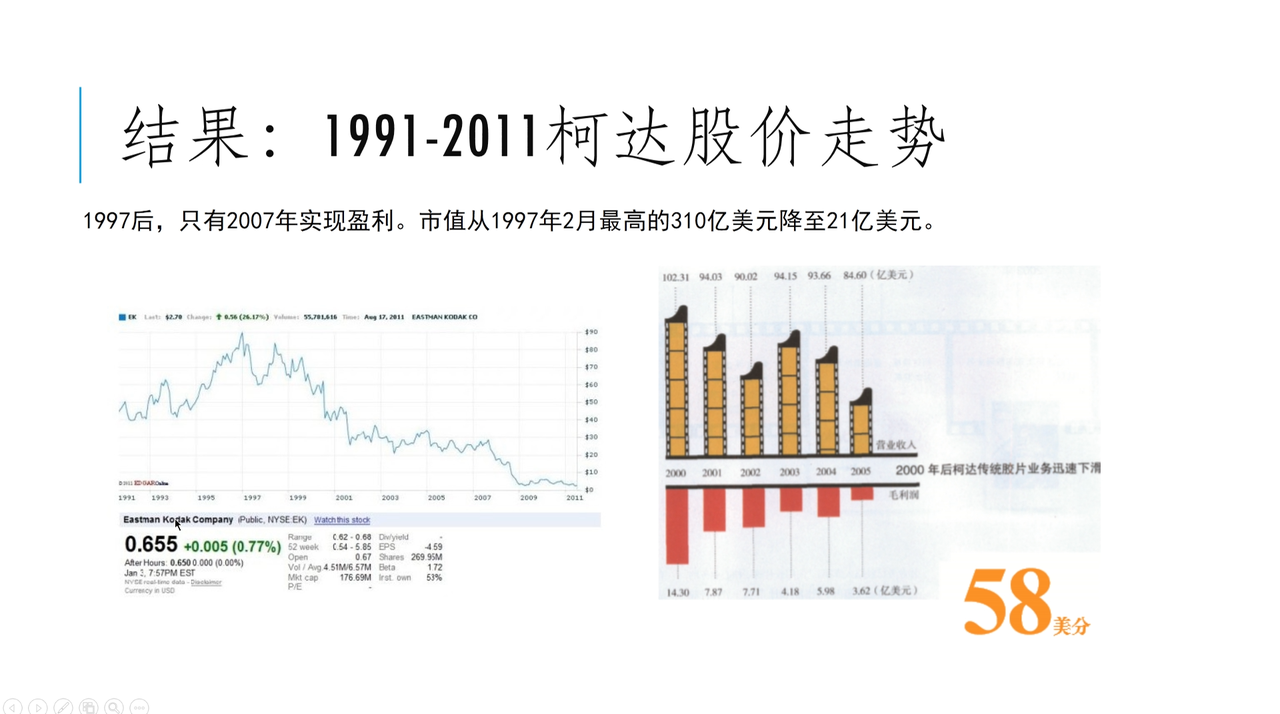 结果：1991-2011柯达股价走势
1997后，只有2007年实现盈利。市值从1997年2月最高的310亿美元降至21亿美元。
EK Last: $2.70 Change: 0.56 (26.17%) Volume: 55,781,616 Time: Aug 17, 2011 EASTMAN KODAK CO
$90
$80
$70
$60
$50
$40
$30
$20
$10
$0
©2011 EDGAROnline
1991 1993 1995 1997 1999 2001 2003 2005 2007 2009 2011
Eastman Kodak Company (Public, NYSE:EK) Watch this stock
0.655 +0.005 (0.77%)
After Hours: 0.650 0.000 (0.00%)
Jan 3, 7:57PM EST
NYSE real-time data - Disclaimer
Currency in USD
Range 0.62 - 0.68
52 week 0.54 - 5.85
Open 0.67
Vol / Avg. 4.51M/6.57M
Mkt cap 176.69M
P/E -
Div/yield -
EPS -4.59
Shares 269.95M
Beta 1.72
Inst. own 53%
102.31 94.03 90.02 94.15 93.66 84.60（亿美元）
营业收入
2000 2001 2002 2003 2004 2005
2000 年后柯达传统胶片业务迅速下滑
毛利润
14.30 7.87 7.71 4.18 5.98 3.62（亿美元）
58美分